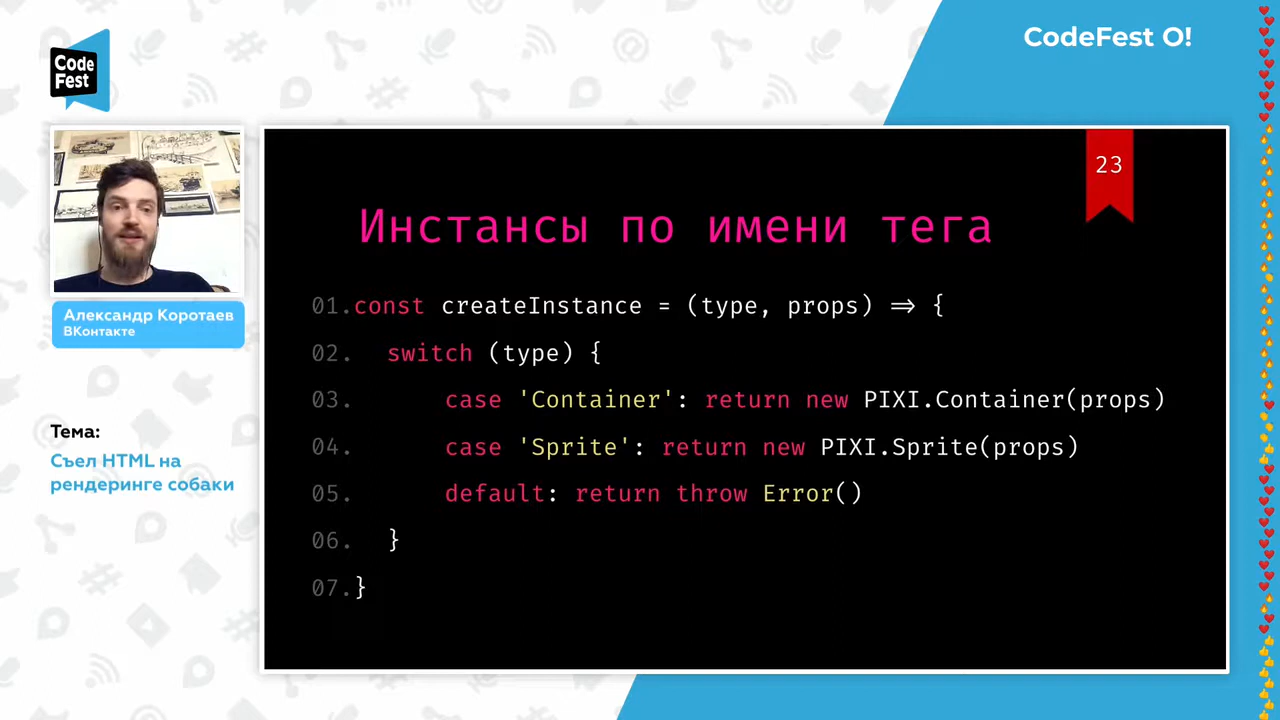 CodeFest O!
Code
Fest
23
Инстансы по имени тега
01.const createInstance = (type, props) => {
02. switch (type) {
03. case 'Container': return new PIXI.Container(props)
04. case 'Sprite': return new PIXI.Sprite(props)
05. default: return throw Error()
06. }
07.}
Александр Коротаев
ВКонтакте
Тема:
Съел HTML на
рендеринге собаки